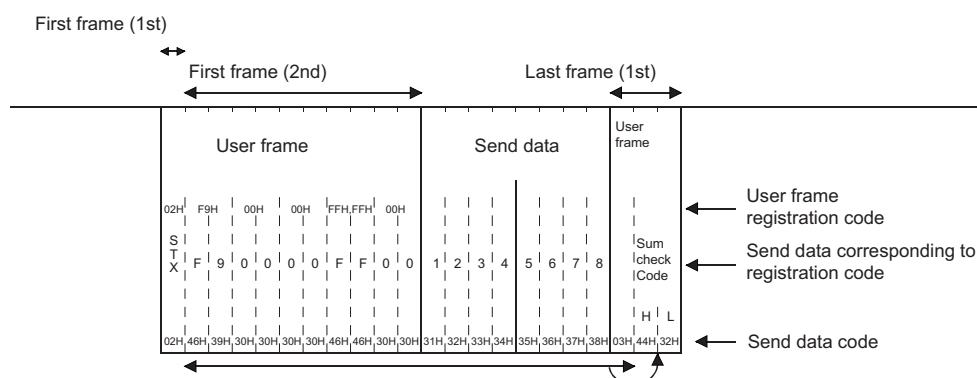 First frame (1st)
First frame (2nd)
Last frame (1st)
User frame
Send data
User
frame
02H F9H 00H 00H FFH,FFH 00H
User frame
registration code
STX F 9 0 0 0 0 F F 0 0 1 2 3 4 5 6 7 8
Sum
check
Code
Send data corresponding to
registration code
H L
02H 46H 39H 30H 30H 30H 30H 46H 46H 30H 30H 31H 32H 33H 34H 35H 36H 37H 38H 03H 44H 32H
Send data code